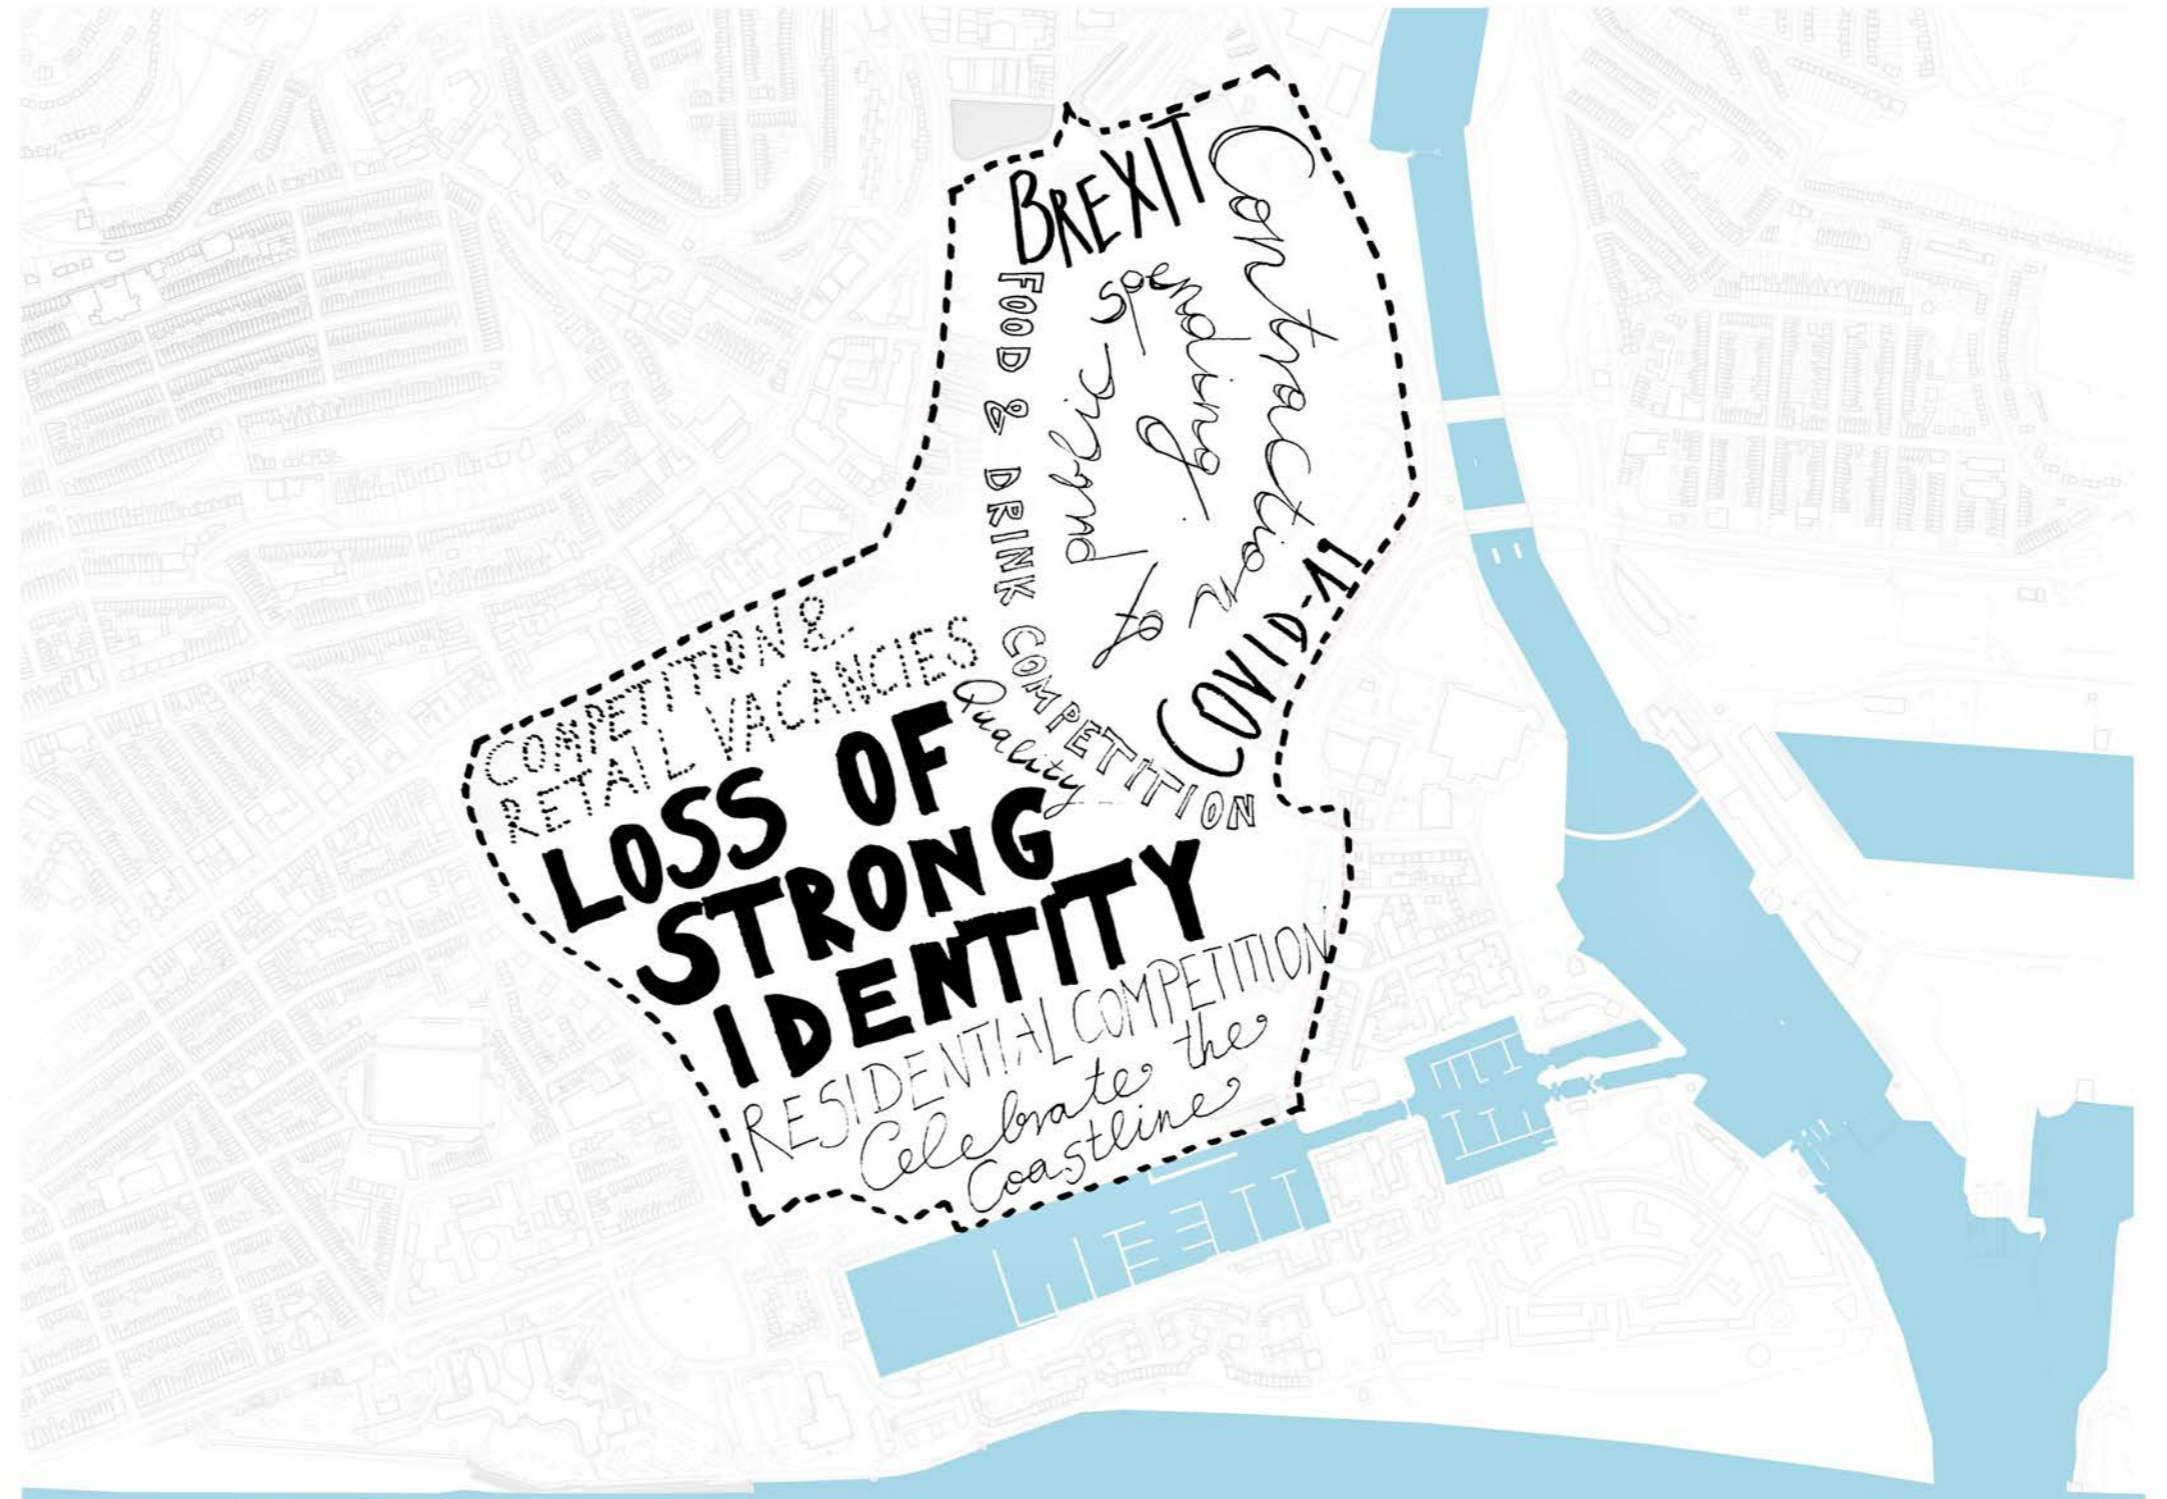 BREXIT
Contraction of public spending
FOOD & DRINK COMPETITION
COVID-19
COMPETITION &
RETAIL VACANCIES
Quality
LOSS OF
STRONG
IDENTITY
RESIDENTIAL COMPETITION
Celebrate the
Coastline